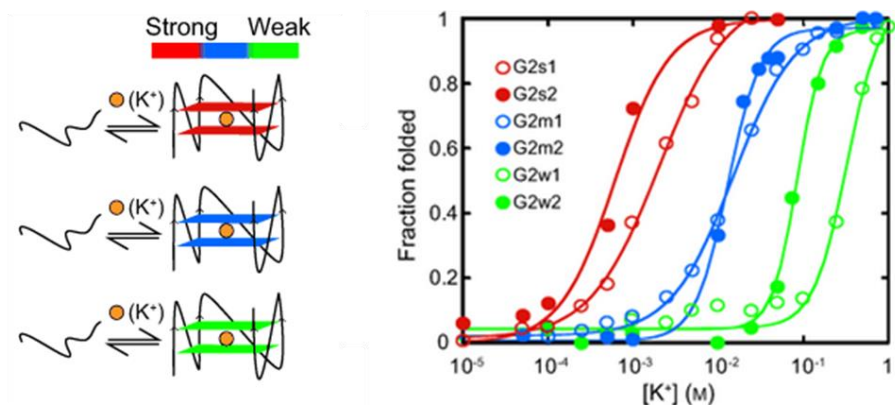 Strong Weak
(K⁺)
(K⁺)
(K⁺)
Fraction folded
1
0.8
0.6
0.4
0.2
0
G2s1
G2s2
G2m1
G2m2
G2w1
G2w2
10⁻⁵ 10⁻⁴ 10⁻³ 10⁻² 10⁻¹ 1
[K⁺] (M)